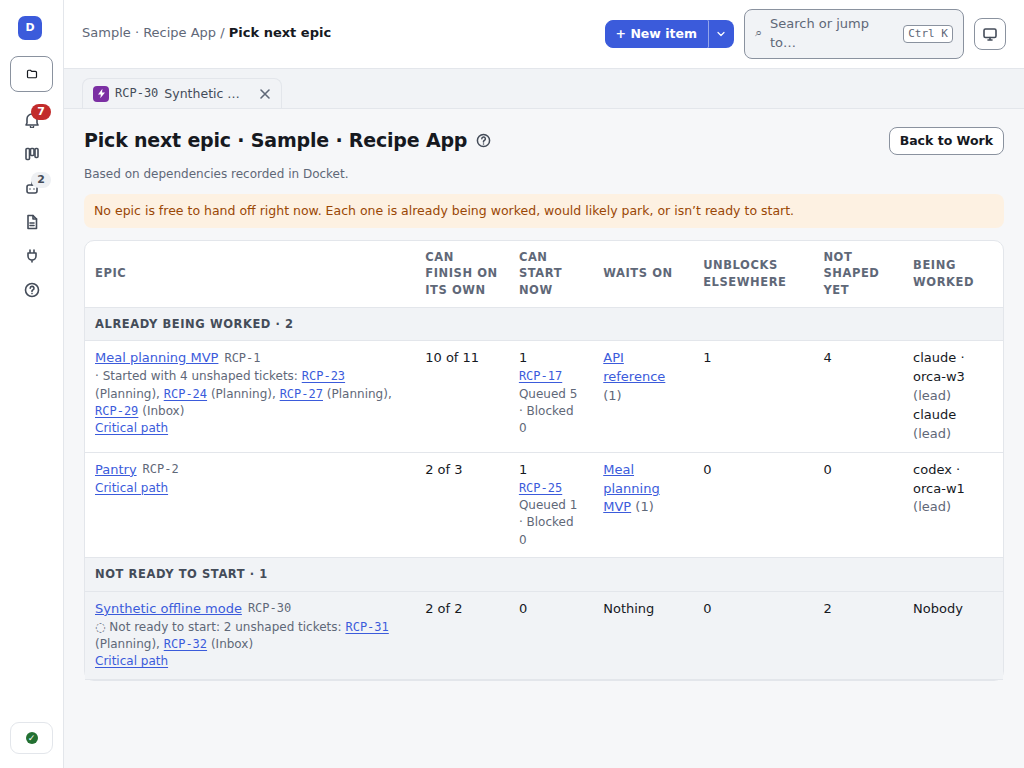 D
Sample · Recipe App / Pick next epic
+ New item
Search or jump to…
Ctrl K
RCP-30 Synthetic …
7
2
Pick next epic · Sample · Recipe App
Back to Work
Based on dependencies recorded in Docket.
No epic is free to hand off right now. Each one is already being worked, would likely park, or isn’t ready to start.
EPIC
CAN FINISH ON ITS OWN
CAN START NOW
WAITS ON
UNBLOCKS ELSEWHERE
NOT SHAPED YET
BEING WORKED
ALREADY BEING WORKED · 2
Meal planning MVP RCP-1
· Started with 4 unshaped tickets: RCP-23
(Planning), RCP-24 (Planning), RCP-27 (Planning),
RCP-29 (Inbox)
Critical path
10 of 11
1
RCP-17
Queued 5
· Blocked
0
API
reference
(1)
1
4
claude ·
orca-w3
(lead)
claude
(lead)
Pantry RCP-2
Critical path
2 of 3
1
RCP-25
Queued 1
· Blocked
0
Meal
planning
MVP (1)
0
0
codex ·
orca-w1
(lead)
NOT READY TO START · 1
Synthetic offline mode RCP-30
Not ready to start: 2 unshaped tickets: RCP-31
(Planning), RCP-32 (Inbox)
Critical path
2 of 2
0
Nothing
0
2
Nobody